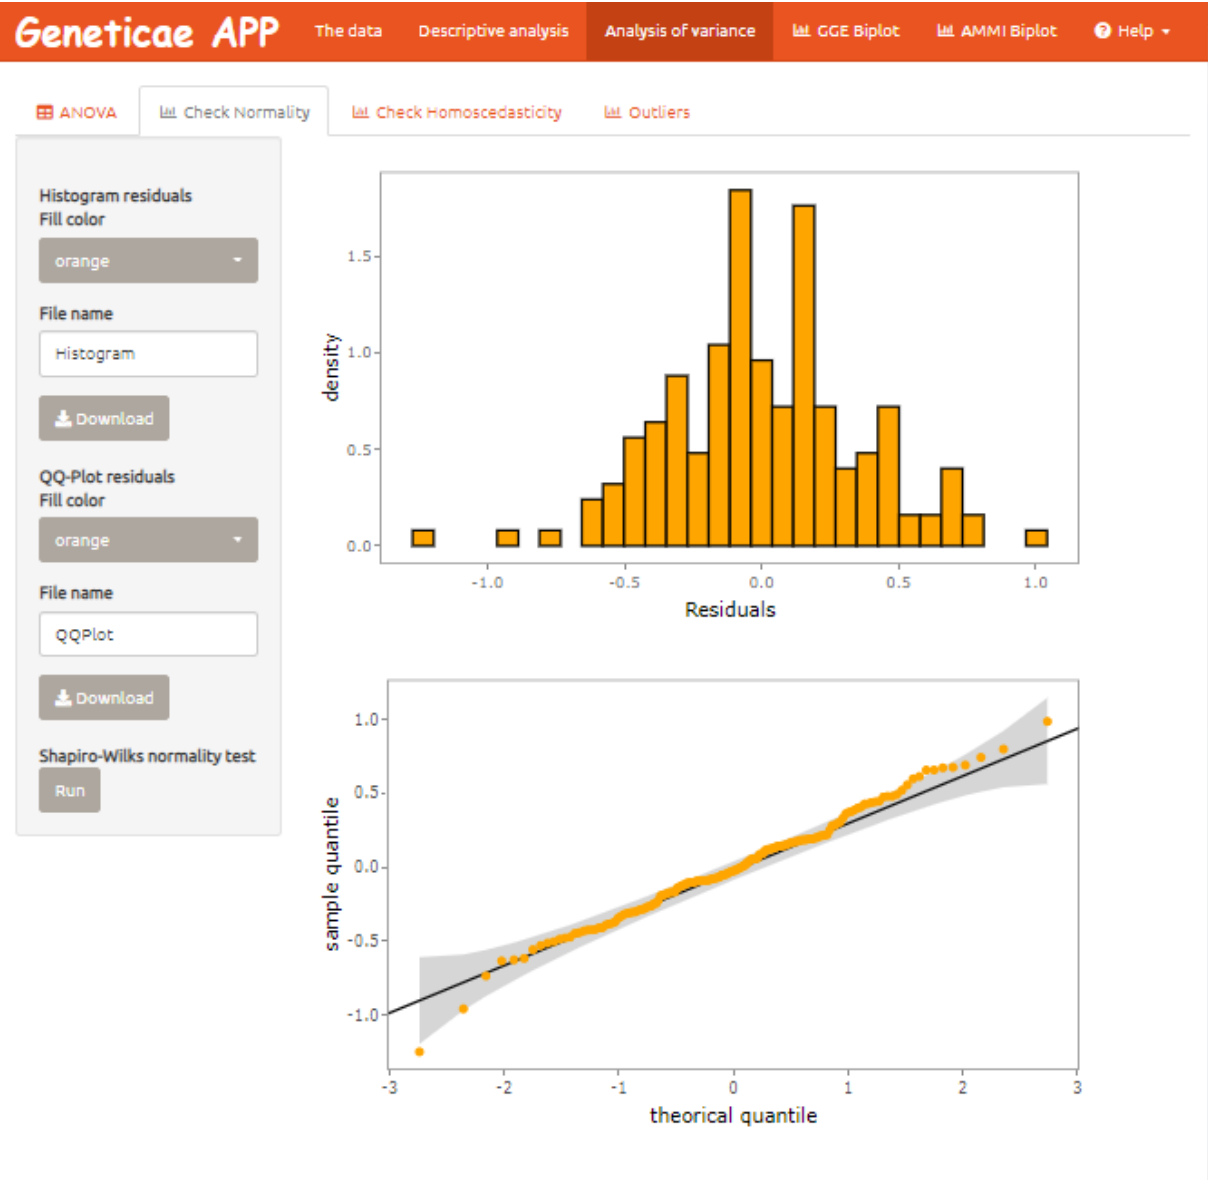 Geneticae APP The data Descriptive analysis Analysis of variance GGE Biplot AMMI Biplot Help
ANOVA Check Normality Check Homoscedasticity Outliers
Histogram residuals
Fill color
orange
File name
Histogram
Download
QQ-Plot residuals
Fill color
orange
File name
QQPlot
Download
Shapiro-Wilks normality test
Run
density
1.5
1.0
0.5
0.0
-1.0 -0.5 0.0 0.5 1.0
Residuals
sample quantile
1.0
0.5
0.0
-0.5
-1.0
-3 -2 -1 0 1 2 3
theorical quantile